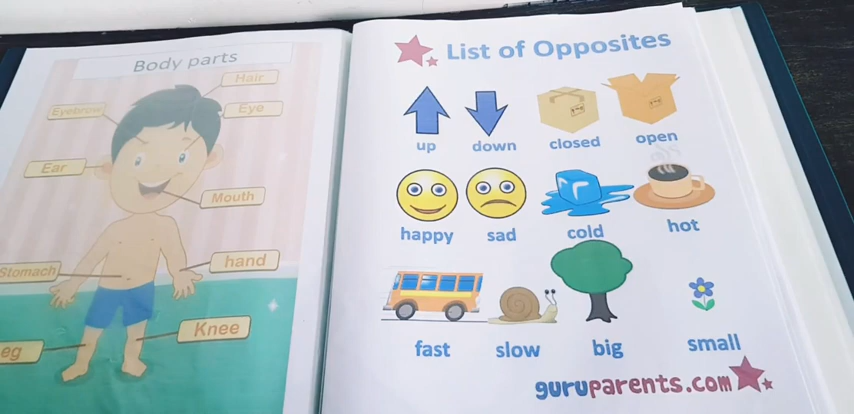 Body parts
Hair
Eyebrow
Eye
Ear
Mouth
hand
Stomach
Knee
eg
List of Opposites
up down closed open
happy sad cold hot
fast slow big small
guruparents.com